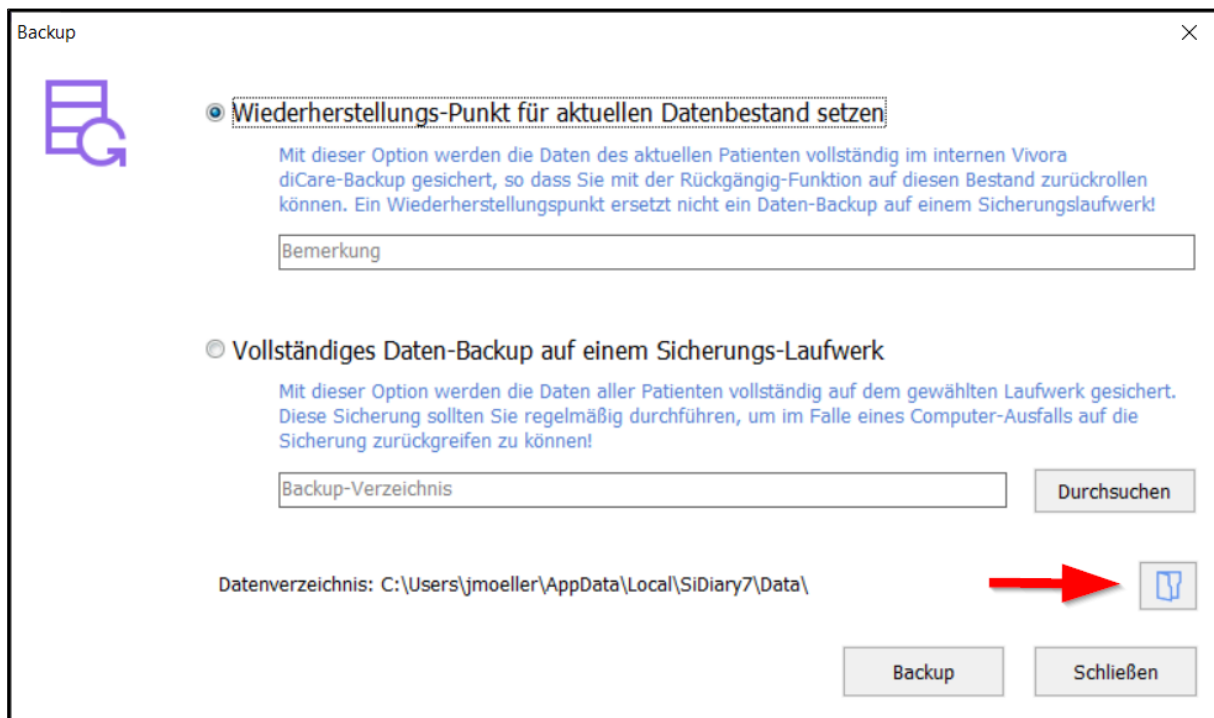 Backup
Wiederherstellungs-Punkt für aktuellen Datenbestand setzen
Mit dieser Option werden die Daten des aktuellen Patienten vollständig im internen Vivora
diCare-Backup gesichert, so dass Sie mit der Rückgängig-Funktion auf diesen Bestand zurückrollen
können. Ein Wiederherstellungspunkt ersetzt nicht ein Daten-Backup auf einem Sicherungslaufwerk!
Bemerkung
Vollständiges Daten-Backup auf einem Sicherungs-Laufwerk
Mit dieser Option werden die Daten aller Patienten vollständig auf dem gewählten Laufwerk gesichert.
Diese Sicherung sollten Sie regelmäßig durchführen, um im Falle eines Computer-Ausfalls auf die
Sicherung zurückgreifen zu können!
Backup-Verzeichnis
Durchsuchen
Datenverzeichnis: C:\Users\jmoeller\AppData\Local\SiDiary7\Data\
Backup
Schließen